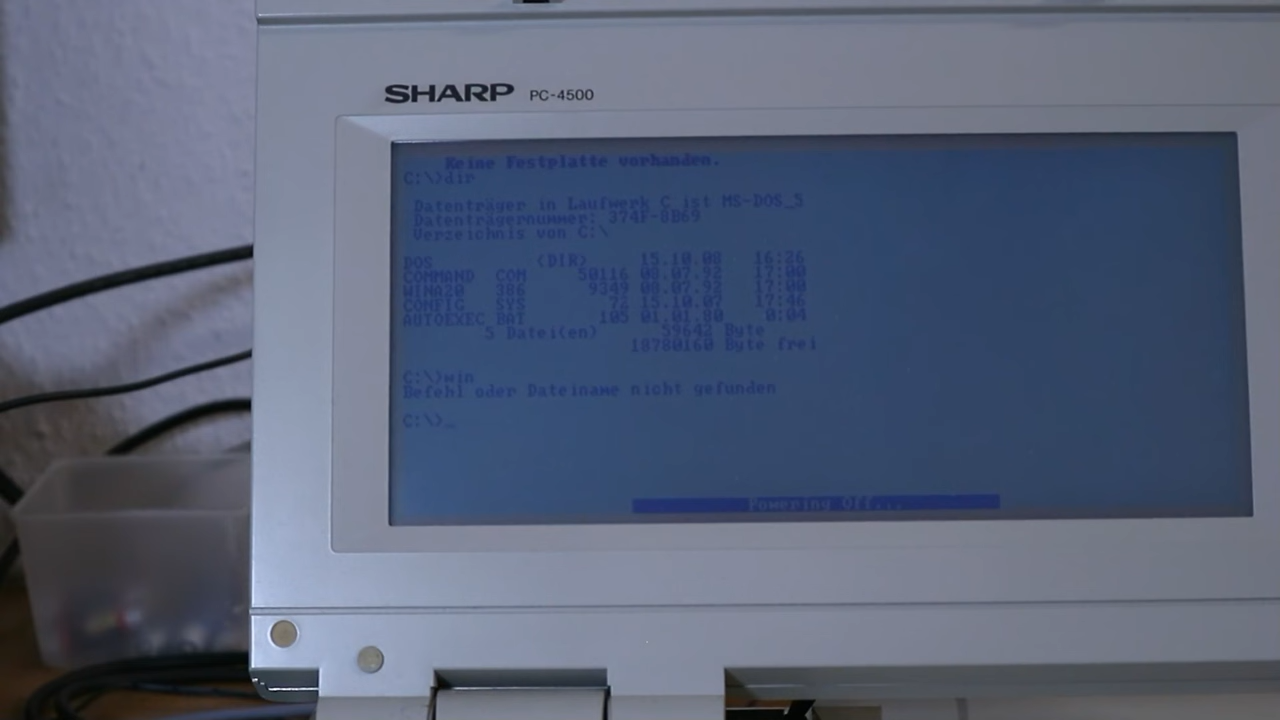 SHARP PC-4500
Keine Festplatte vorhanden.
C:\>dir
Datenträger in Laufwerk C ist MS-DOS_5
Datenträgernummer: 374F-8B69
Verzeichnis von C:\
DOS <DIR> 15.10.08 16:26
COMMAND COM 50116 08.07.92 17:00
WINA20 386 9349 08.07.92 17:00
CONFIG SYS 72 15.10.07 17:46
AUTOEXEC BAT 105 01.01.80 0:04
5 Datei(en) 59642 Byte
18780160 Byte frei
C:\>win
Befehl oder Dateiname nicht gefunden
C:\>_
Powering Off...